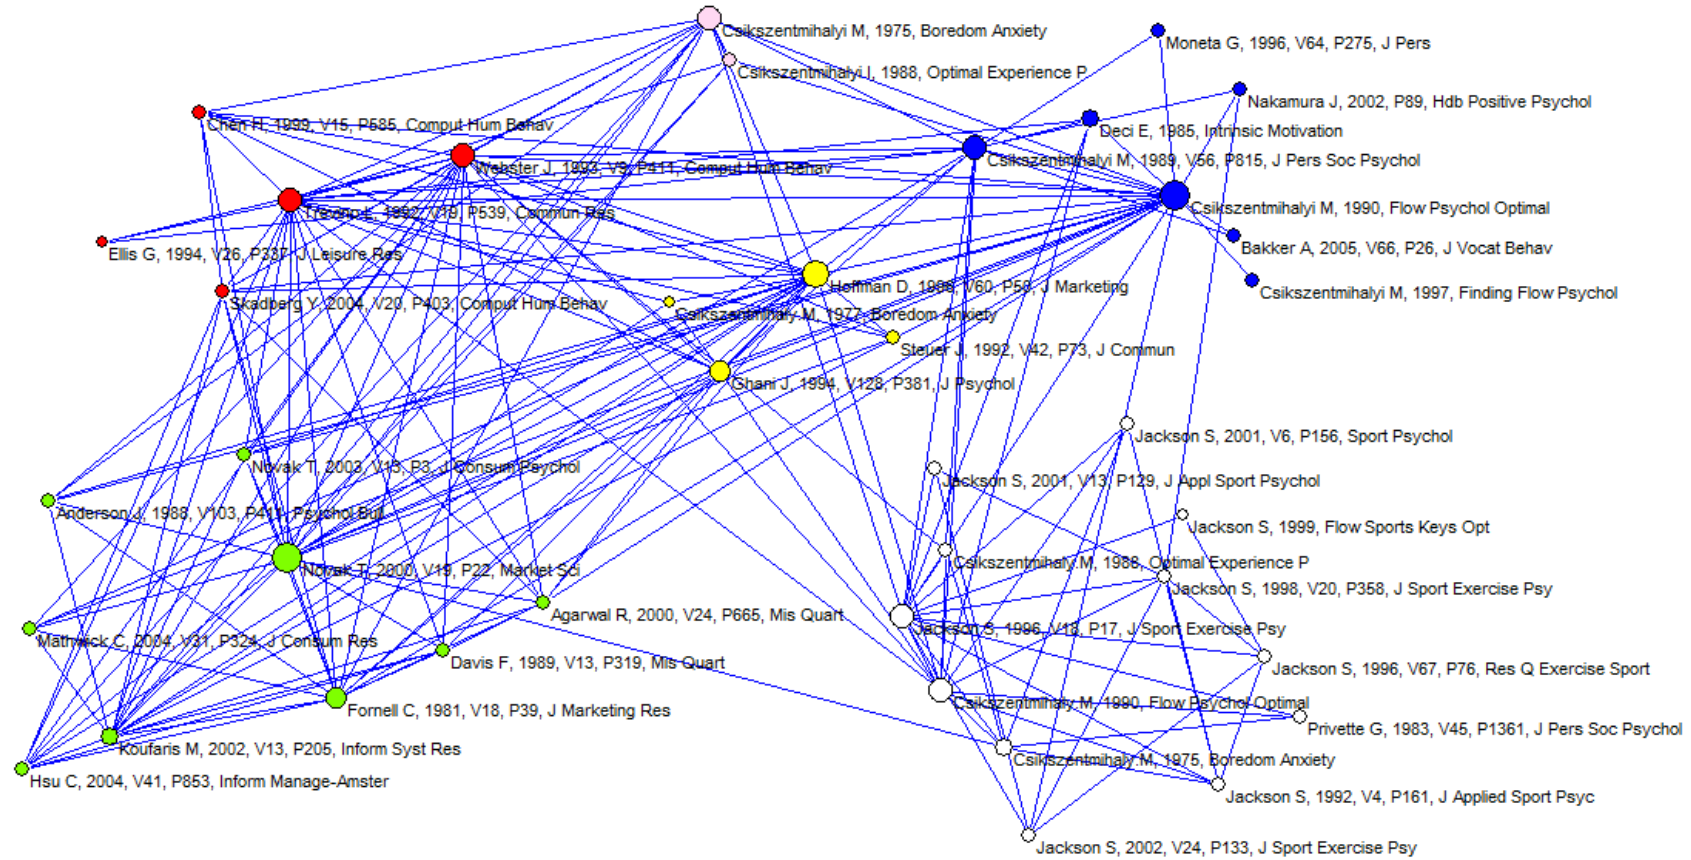 Csikszentmihalyi M, 1975, Boredom Anxiety
Moneta G, 1996, V64, P275, J Pers
Csikszentmihalyi I, 1988, Optimal Experience P
Nakamura J, 2002, P89, Hdb Positive Psychol
Chen H, 1999, V15, P585, Comput Hum Behav
Deci E, 1985, Intrinsic Motivation
Csikszentmihalyi M, 1989, V56, P815, J Pers Soc Psychol
Webster J, 1993, V9, P411, Comput Hum Behav
Csikszentmihalyi M, 1990, Flow Psychol Optimal
Trevino L, 1992, V19, P539, Commun Res
Bakker A, 2005, V66, P26, J Vocat Behav
Ellis G, 1994, V26, P337, J Leisure Res
Hoffman D, 1996, V60, P50, J Marketing
Csikszentmihalyi M, 1997, Finding Flow Psychol
Skadberg Y, 2004, V20, P403, Comput Hum Behav
Csikszentmihaly M, 1977, Boredom Anxiety
Steuer J, 1992, V42, P73, J Commun
Ghani J, 1994, V128, P381, J Psychol
Jackson S, 2001, V6, P156, Sport Psychol
Novak T, 2003, V13, P3, J Consum Psychol
Jackson S, 2001, V13, P129, J Appl Sport Psychol
Anderson J, 1988, V103, P411, Psychol Bull
Jackson S, 1999, Flow Sports Keys Opt
Csikszentmihaly.M, 1988, Optimal Experience P
Novak T, 2000, V19, P22, Market Sci
Jackson S, 1998, V20, P358, J Sport Exercise Psy
Agarwal R, 2000, V24, P665, Mis Quart
Jackson S, 1996, V18, P17, J Sport Exercise Psy
Mathwick C, 2004, V31, P324, J Consum Res
Davis F, 1989, V13, P319, Mis Quart
Jackson S, 1996, V67, P76, Res Q Exercise Sport
Csikszentmihaly.M, 1990, Flow Psychol Optimal
Fornell C, 1981, V18, P39, J Marketing Res
Privette G, 1983, V45, P1361, J Pers Soc Psychol
Koufaris M, 2002, V13, P205, Inform Syst Res
Csikszentmihaly.M, 1975, Boredom Anxiety
Hsu C, 2004, V41, P853, Inform Manage-Amster
Jackson S, 1992, V4, P161, J Applied Sport Psyc
Jackson S, 2002, V24, P133, J Sport Exercise Psy